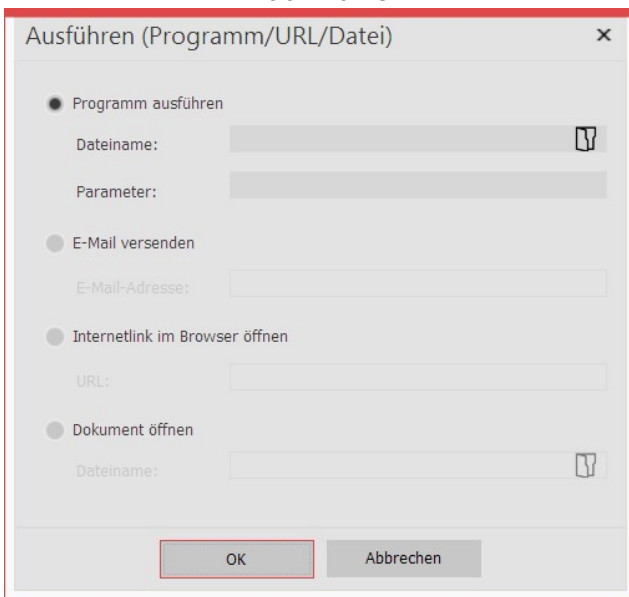 Ausführen (Programm/URL/Datei)
Programm ausführen
Dateiname:
Parameter:
E-Mail versenden
E-Mail-Adresse:
Internetlink im Browser öffnen
URL:
Dokument öffnen
Dateiname:
OK Abbrechen